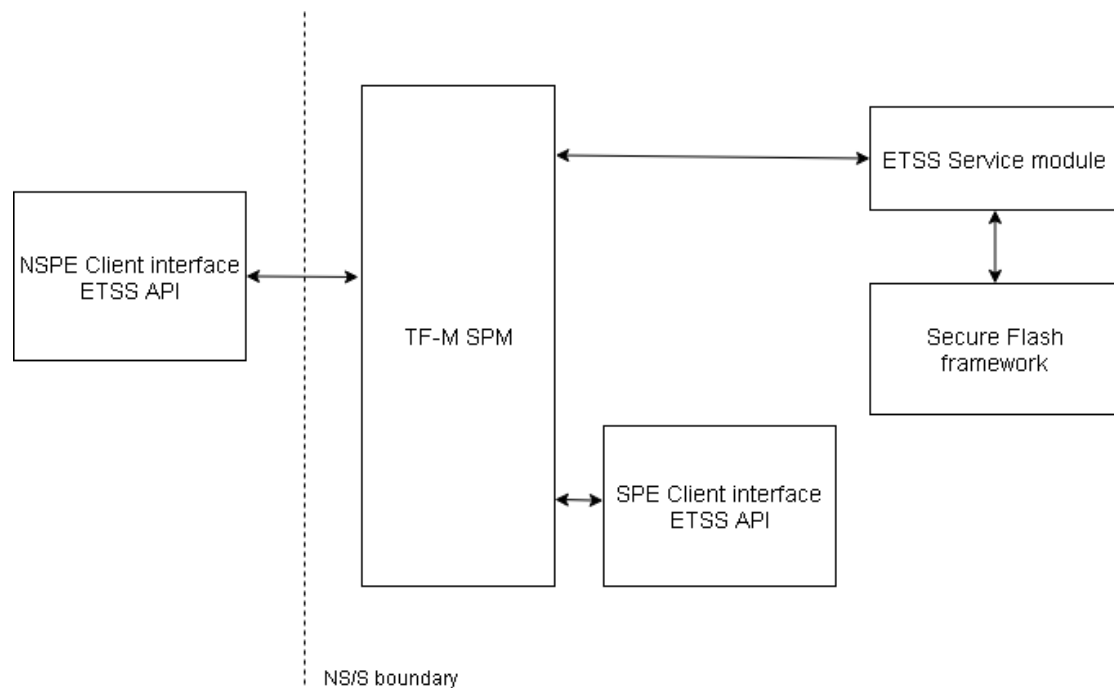 NSPE Client interface
ETSS API
TF-M SPM
ETSS Service module
Secure Flash
framework
SPE Client interface
ETSS API
NS/S boundary